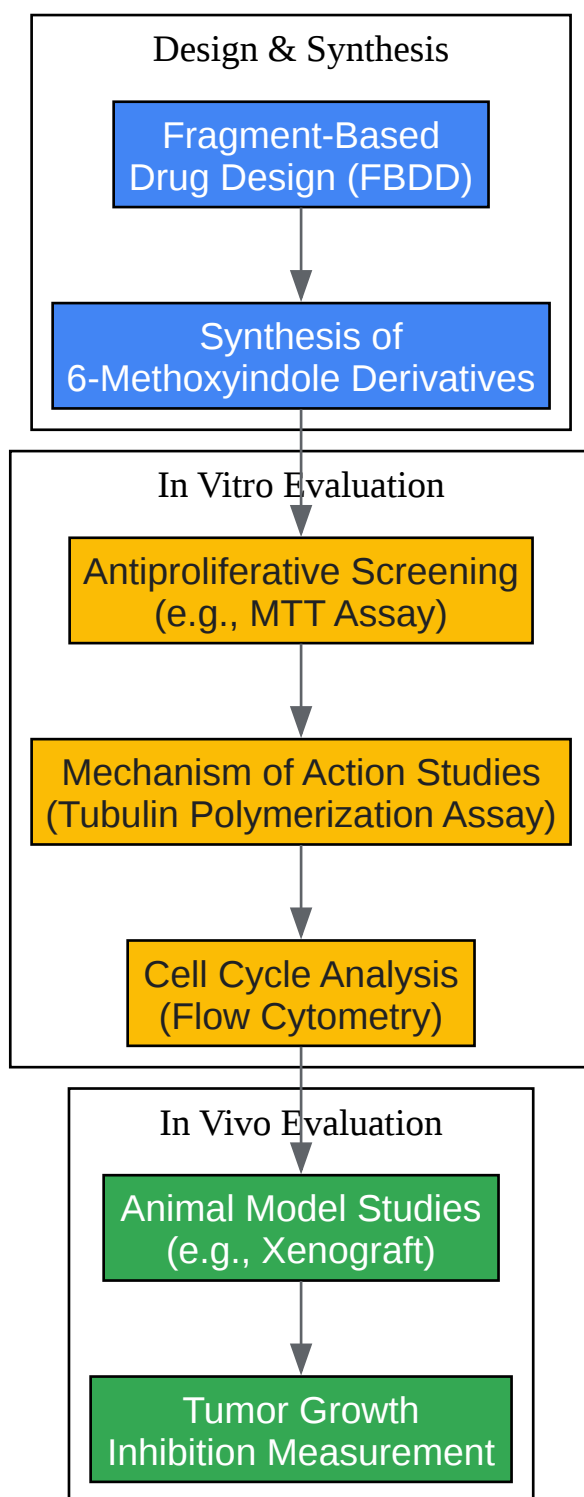 Design & Synthesis
Fragment-Based
Drug Design (FBDD)
Synthesis of
6-Methoxyindole Derivatives
In Vitro Evaluation
Antiproliferative Screening
(e.g., MTT Assay)
Mechanism of Action Studies
(Tubulin Polymerization Assay)
Cell Cycle Analysis
(Flow Cytometry)
In Vivo Evaluation
Animal Model Studies
(e.g., Xenograft)
Tumor Growth
Inhibition Measurement